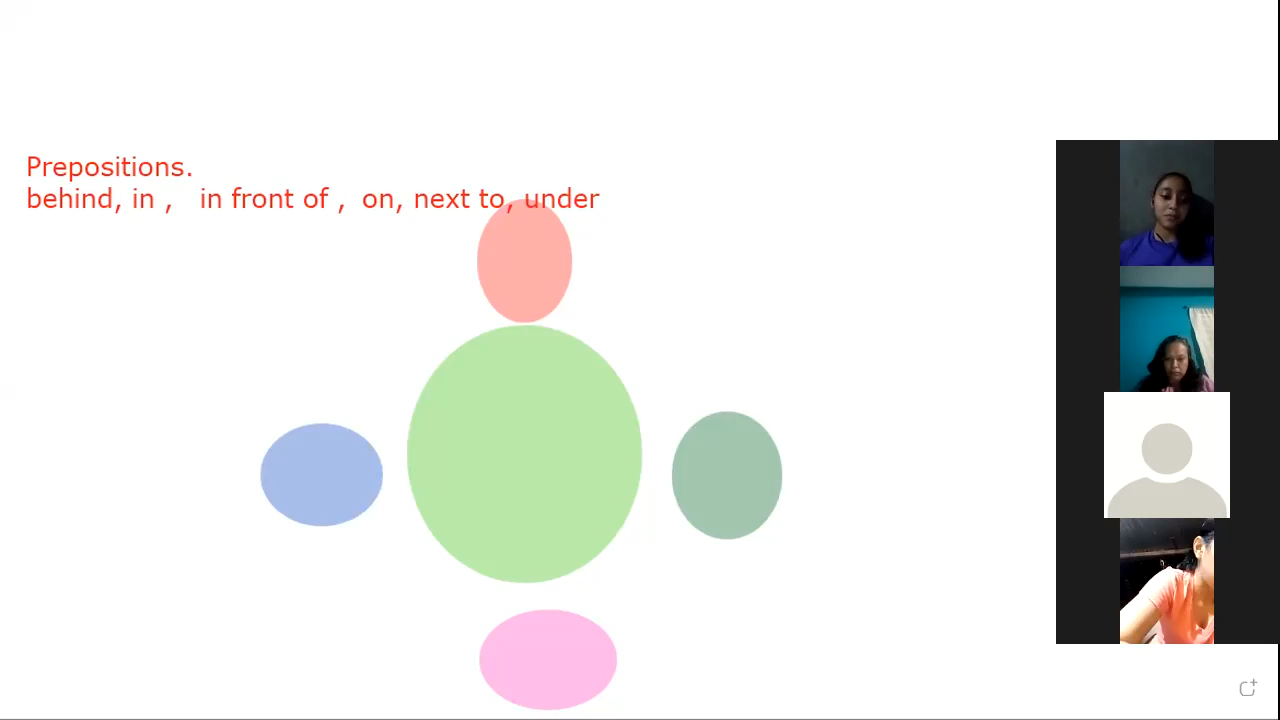 Prepositions.
behind, in ,   in front of ,  on, next to, under